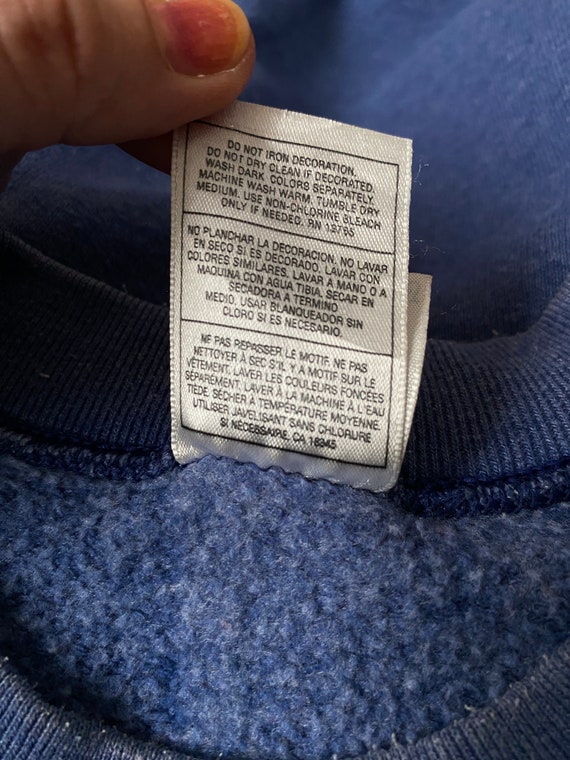 DO NOT IRON DECORATION.
DO NOT DRY CLEAN IF DECORATED.
WASH DARK COLORS SEPARATELY.
MACHINE WASH WARM, TUMBLE DRY
MEDIUM. USE NON-CHLORINE BLEACH
ONLY IF NEEDED. RN 13765
NO PLANCHAR LA DECORACION. NO LAVAR
EN SECO SI ES DECORADO. LAVAR CON
COLORES SIMILARES. LAVAR A MANO O A
MAQUINA CON AGUA TIBIA. SECAR EN
SECADORA A TERMINO
MEDIO. USAR BLANQUEADOR SIN
CLORO SI ES NECESARIO.
NE PAS REPASSER LE MOTIF. NE PAS
NETTOYER À SEC S'IL Y A MOTIF SUR LE
VÊTEMENT. LAVER LES COULEURS FONCÉES
SÉPARÉMENT. LAVER À LA MACHINE À L'EAU
TIÈDE. SÉCHER À TEMPÉRATURE MOYENNE.
UTILISER JAVELISANT SANS CHLORURE
SI NÉCESSAIRE. CA 16945